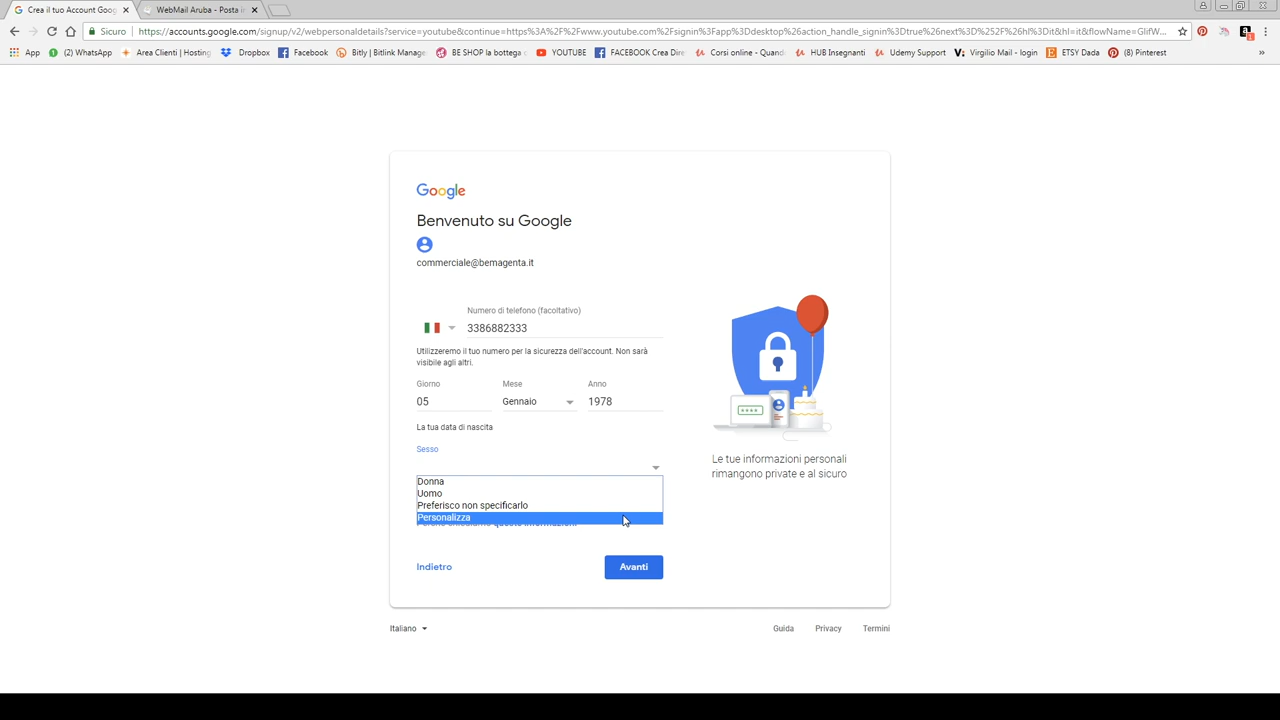 Crea il tuo Account Goog
WebMail Aruba - Posta in
Sicuro
https://accounts.google.com/signup/v2/webpersonaldetails?service=youtube&continue=https%3A%2F%2Fwww.youtube.com%2Fsignin%3Fapp%3Ddesktop%26action_handle_signin%3Dtrue%26next%3D%252F%26hl%3Dit&hl=it&flowName=GlifW...
App
(2) WhatsApp
Area Clienti | Hosting
Dropbox
Facebook
Bitly | Bitlink Manage
BE SHOP la bottega c
YOUTUBE
FACEBOOK Crea Dire
Corsi online - Quando
HUB Insegnanti
Udemy Support
Virgilio Mail - login
ETSY Dada
(8) Pinterest
»
Google
Benvenuto su Google
commerciale@bemagenta.it
Numero di telefono (facoltativo)
3386882333
Utilizzeremo il tuo numero per la sicurezza dell'account. Non sarà
visibile agli altri.
Giorno Mese Anno
05 Gennaio 1978
La tua data di nascita
Sesso
Donna
Uomo
Preferisco non specificarlo
Personalizza
Le tue informazioni personali
rimangono private e al sicuro
Indietro
Avanti
Italiano
Guida Privacy Termini